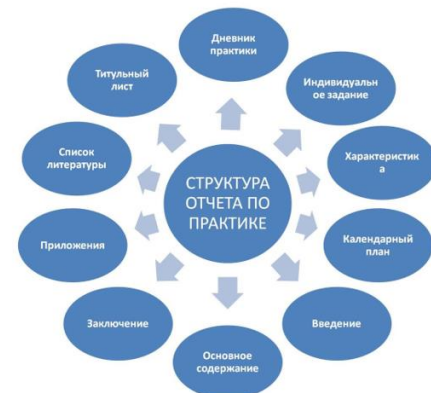 Дневник
практики
Индивидуальн
ое задание
Характеристик
а
Календарный
план
Введение
Основное
содержание
Заключение
Приложения
Список
литературы
Титульный
лист
СТРУКТУРА
ОТЧЕТА ПО
ПРАКТИКЕ